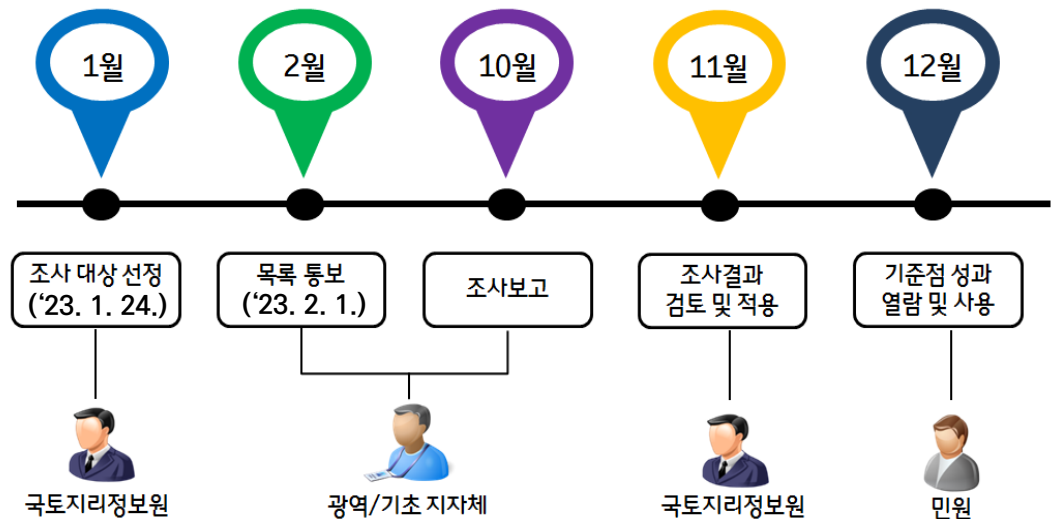 1월
2월
10월
11월
12월
조사 대상 선정
(‘23. 1. 24.)
목록 통보
(‘23. 2. 1.)
조사보고
조사결과
검토 및 적용
기준점 성과
열람 및 사용
국토지리정보원
광역/기초 지자체
국토지리정보원
민원